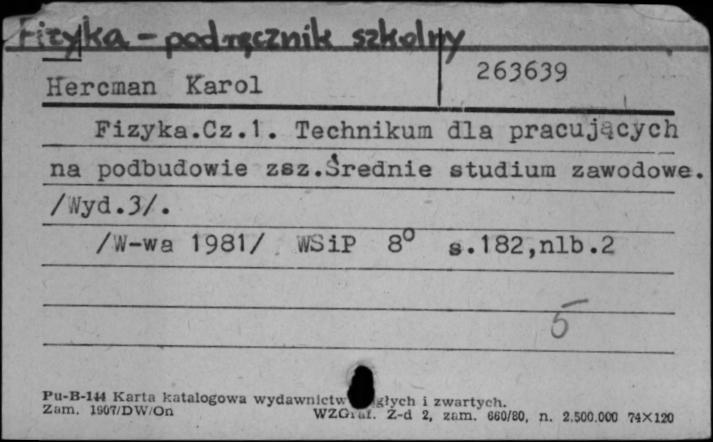 Fizyka - podręcznik szkolny
Hercman Karol
263639
Fizyka.Cz.1. Technikum dla pracujących
na podbudowie zsz.Średnie studium zawodowe.
/Wyd.3/.
/W-wa 1981/ WSiP 8° s.182,nlb.2
5
Pu-B-144 Karta katalogowa wydawnictw i zwartych.
Zam. 1907/DW/On WZGraf. Z-d 2, zam. 660/80, n. 2.500.000 74×120